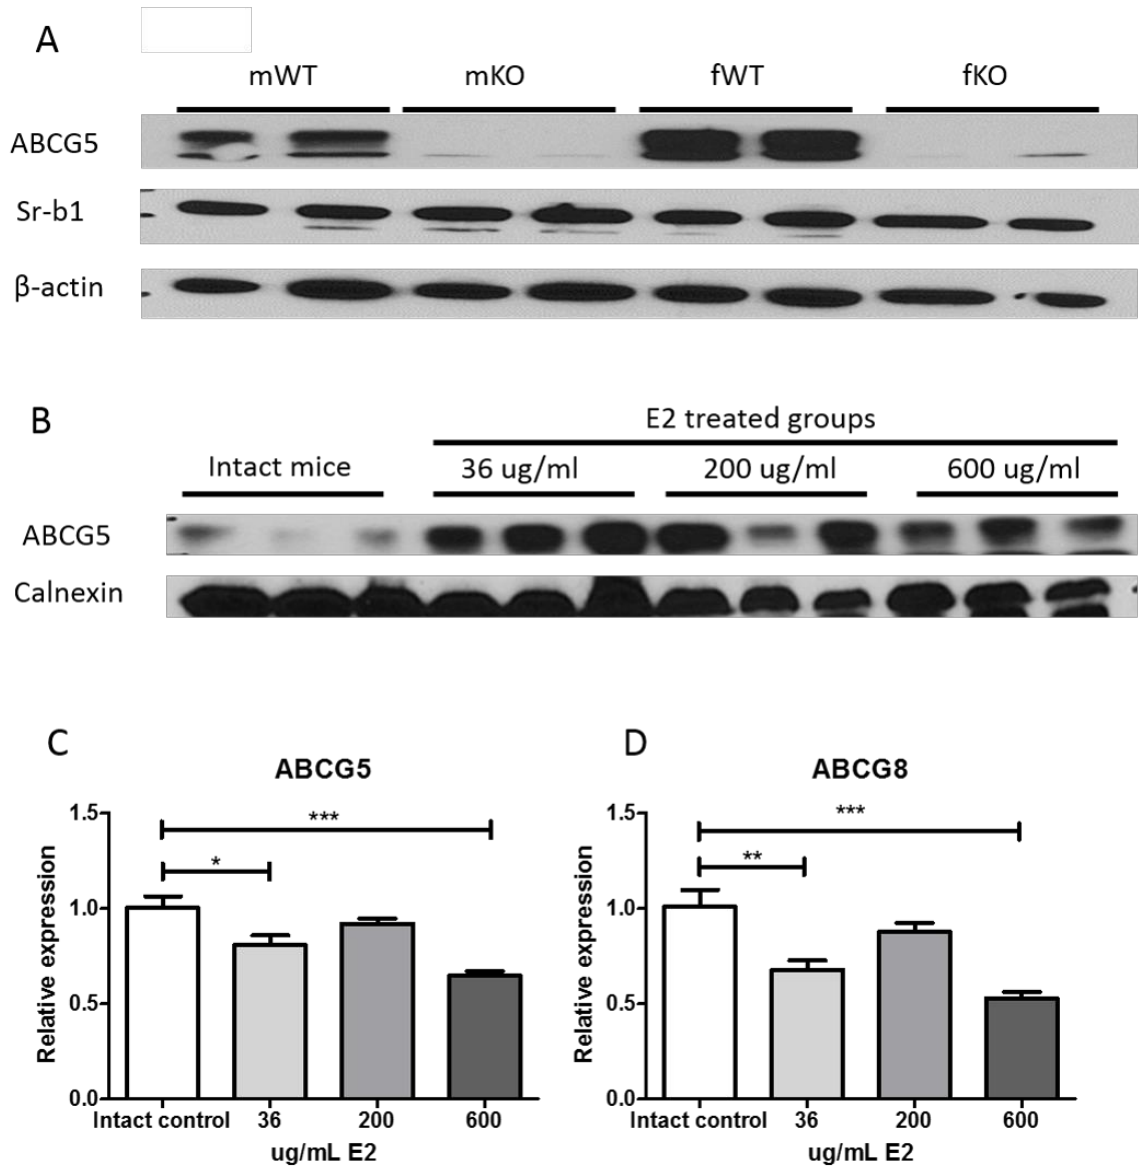 A
mWT mKO fWT fKO
ABCG5
Sr-b1
β-actin
B
E2 treated groups
Intact mice 36 ug/ml 200 ug/ml 600 ug/ml
ABCG5
Calnexin
C
ABCG5
Relative expression
1.5
1.0
0.5
0.0
***
*
Intact control 36 200 600
ug/mL E2
D
ABCG8
Relative expression
1.5
1.0
0.5
0.0
***
**
Intact control 36 200 600
ug/mL E2